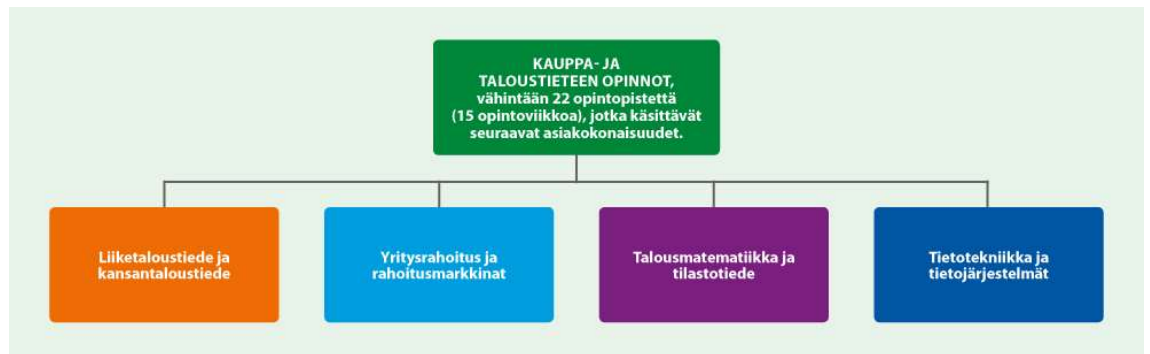 KAUPPA- JA
TALOUSTIETEEN OPINNOT,
vähintään 22 opintopistettä
(15 opintoviikkoa), jotka käsittävät
seuraavat asiakokonaisuudet.
Liiketaloustiede ja
kansantaloustiede
Yritysrahoitus ja
rahoitusmarkkinat
Talousmatematiikka ja
tilastotiede
Tietotekniikka ja
tietojärjestelmät